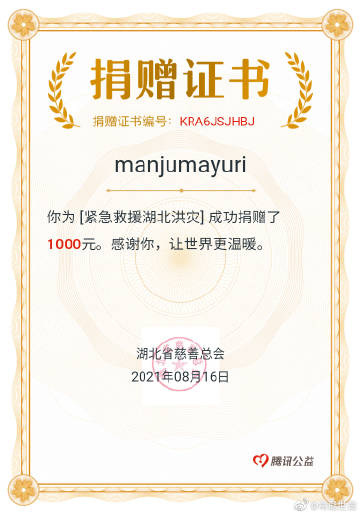 捐赠证书
捐赠证书编号：KRA6JSJHBJ
manjumayuri
你为 [紧急救援湖北洪灾] 成功捐赠了
1000元。感谢你，让世界更温暖。
湖北省慈善总会
2021年08月16日
腾讯公益